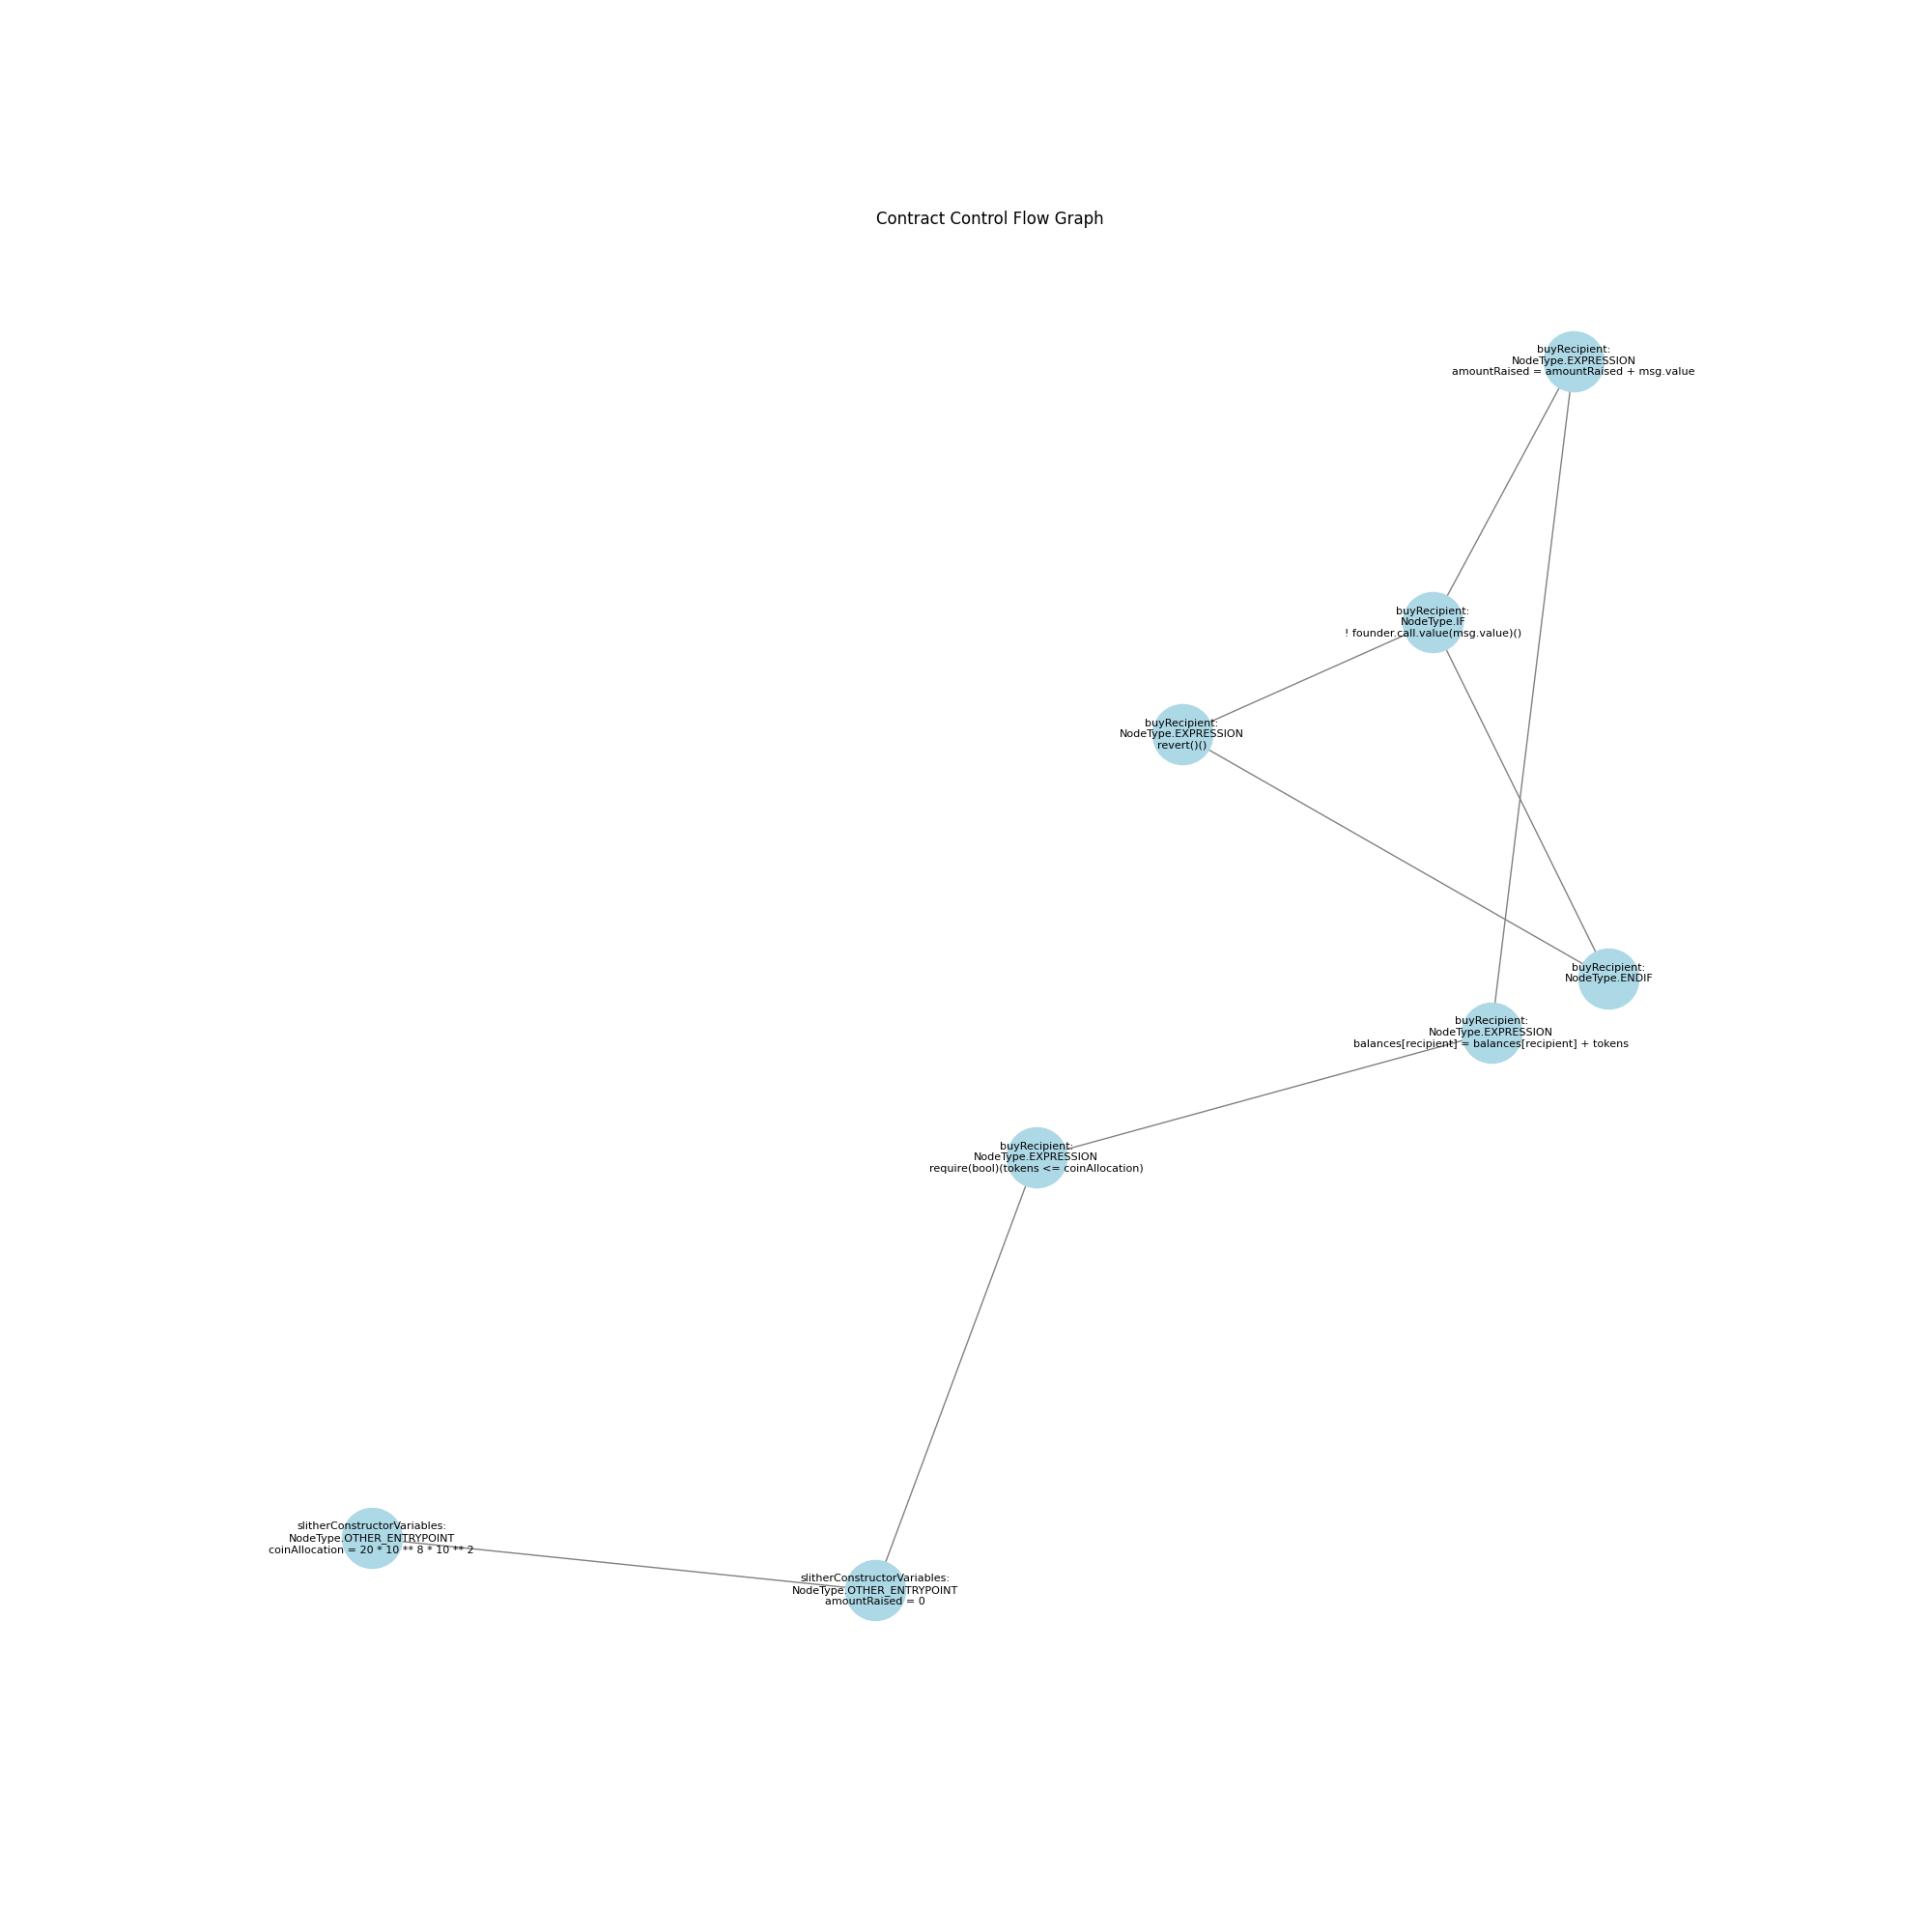 Contract Control Flow Graph
buyRecipient:
NodeType.EXPRESSION
amountRaised = amountRaised + msg.value
buyRecipient:
NodeType.IF
! founder.call.value(msg.value)()
buyRecipient:
NodeType.EXPRESSION
revert()()
buyRecipient:
NodeType.ENDIF
buyRecipient:
NodeType.EXPRESSION
balances[recipient] = balances[recipient] + tokens
buyRecipient:
NodeType.EXPRESSION
require(bool)(tokens <= coinAllocation)
slitherConstructorVariables:
NodeType.OTHER_ENTRYPOINT
coinAllocation = 20 * 10 ** 8 * 10 ** 2
slitherConstructorVariables:
NodeType.OTHER_ENTRYPOINT
amountRaised = 0